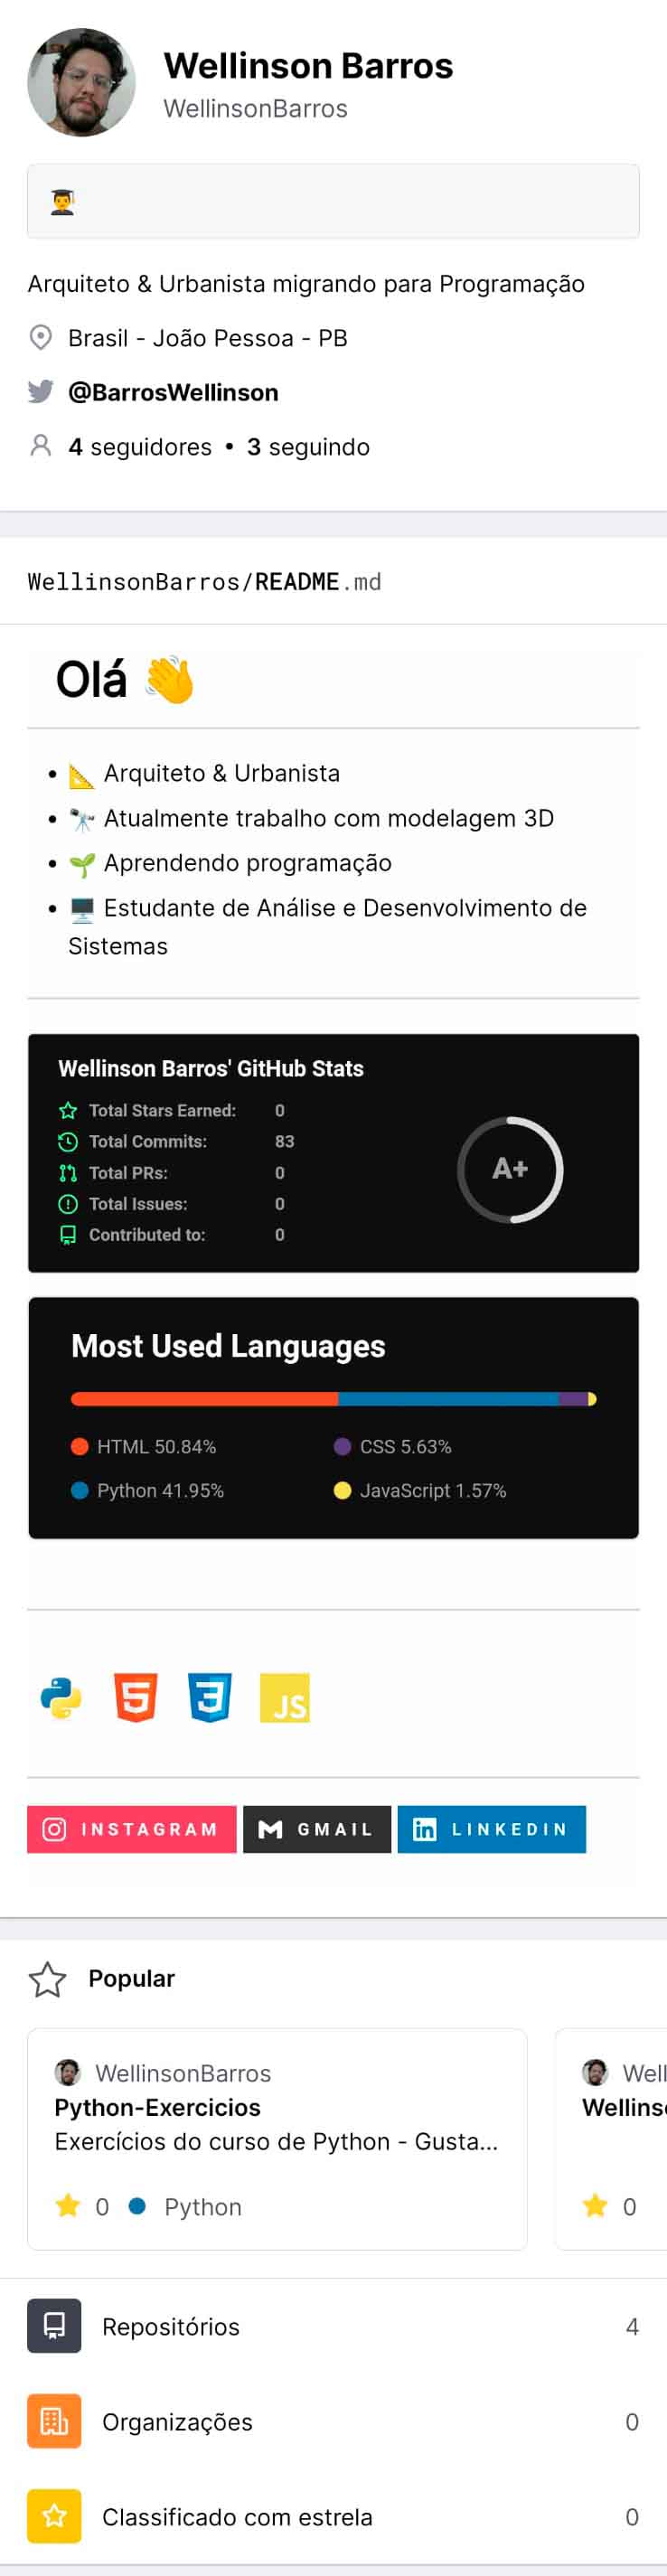 Wellinson Barros
WellinsonBarros
Arquiteto & Urbanista migrando para Programação
Brasil - João Pessoa - PB
@BarrosWellinson
4 seguidores • 3 seguindo
WellinsonBarros/README.md
Olá 👋
• 📐 Arquiteto & Urbanista
• 🔭 Atualmente trabalho com modelagem 3D
• 🌱 Aprendendo programação
• 🖥️ Estudante de Análise e Desenvolvimento de
Sistemas
Wellinson Barros' GitHub Stats
Total Stars Earned: 0
Total Commits: 83
Total PRs: 0
Total Issues: 0
Contributed to: 0
A+
Most Used Languages
HTML 50.84% CSS 5.63%
Python 41.95% JavaScript 1.57%
5 3 JS
INSTAGRAM GMAIL LINKEDIN
Popular
WellinsonBarros
Python-Exercicios
Exercícios do curso de Python - Gusta...
0 Python
Well
Wellins
0
Repositórios 4
Organizações 0
Classificado com estrela 0